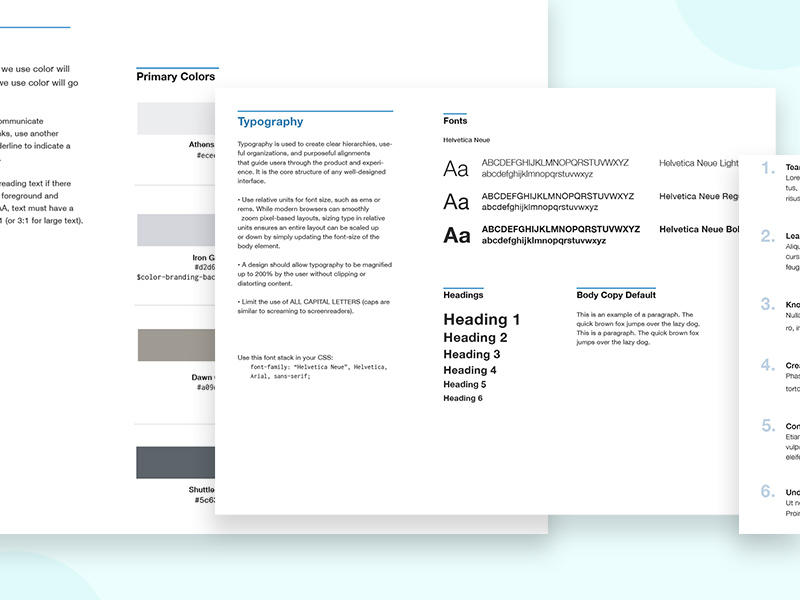 we use color will
we use color will go
ommunicate
nks, use another
derline to indicate a
reading text if there
foreground and
AA, text must have a
1 (or 3:1 for large text).
Primary Colors
Athens
#ece
Iron G
#d2d6
$color-branding-bac
Dawn
#a09
Shuttle
#5c6
Typography
Typography is used to create clear hierarchies, use-
ful organizations, and purposeful alignments
that guide users through the product and experi-
ence. It is the core structure of any well-designed
interface.
• Use relative units for font size, such as ems or
rems. While modern browsers can smoothly
zoom pixel-based layouts, sizing type in relative
units ensures an entire layout can be scaled up
or down by simply updating the font-size of the
body element.
• A design should allow typography to be magnified
up to 200% by the user without clipping or
distorting content.
• Limit the use of ALL CAPITAL LETTERS (caps are
similar to screaming to screenreaders).
Use this font stack in your CSS:
font-family: "Helvetica Neue", Helvetica,
Arial, sans-serif;
Fonts
Helvetica Neue
Aa ABCDEFGHIJKLMNOPQRSTUVWXYZ Helvetica Neue Light
abcdefghijklmnopqrstuvwxyz
Aa ABCDEFGHIJKLMNOPQRSTUVWXYZ Helvetica Neue Reg
abcdefghijklmnopqrstuvwxyz
Aa ABCDEFGHIJKLMNOPQRSTUVWXYZ Helvetica Neue Bol
abcdefghijklmnopqrstuvwxyz
Headings
Heading 1
Heading 2
Heading 3
Heading 4
Heading 5
Heading 6
Body Copy Default
This is an example of a paragraph. The
quick brown fox jumps over the lazy dog.
This is a paragraph. The quick brown fox
jumps over the lazy dog.
1. Tea
Lore
tus,
risus
2. Lea
Aliq
curs
feug
3. Kno
Nulla
ro, in
4. Crea
Phas
torto
5. Con
Etiar
vulp
eleife
6. Und
Ut n
Proin